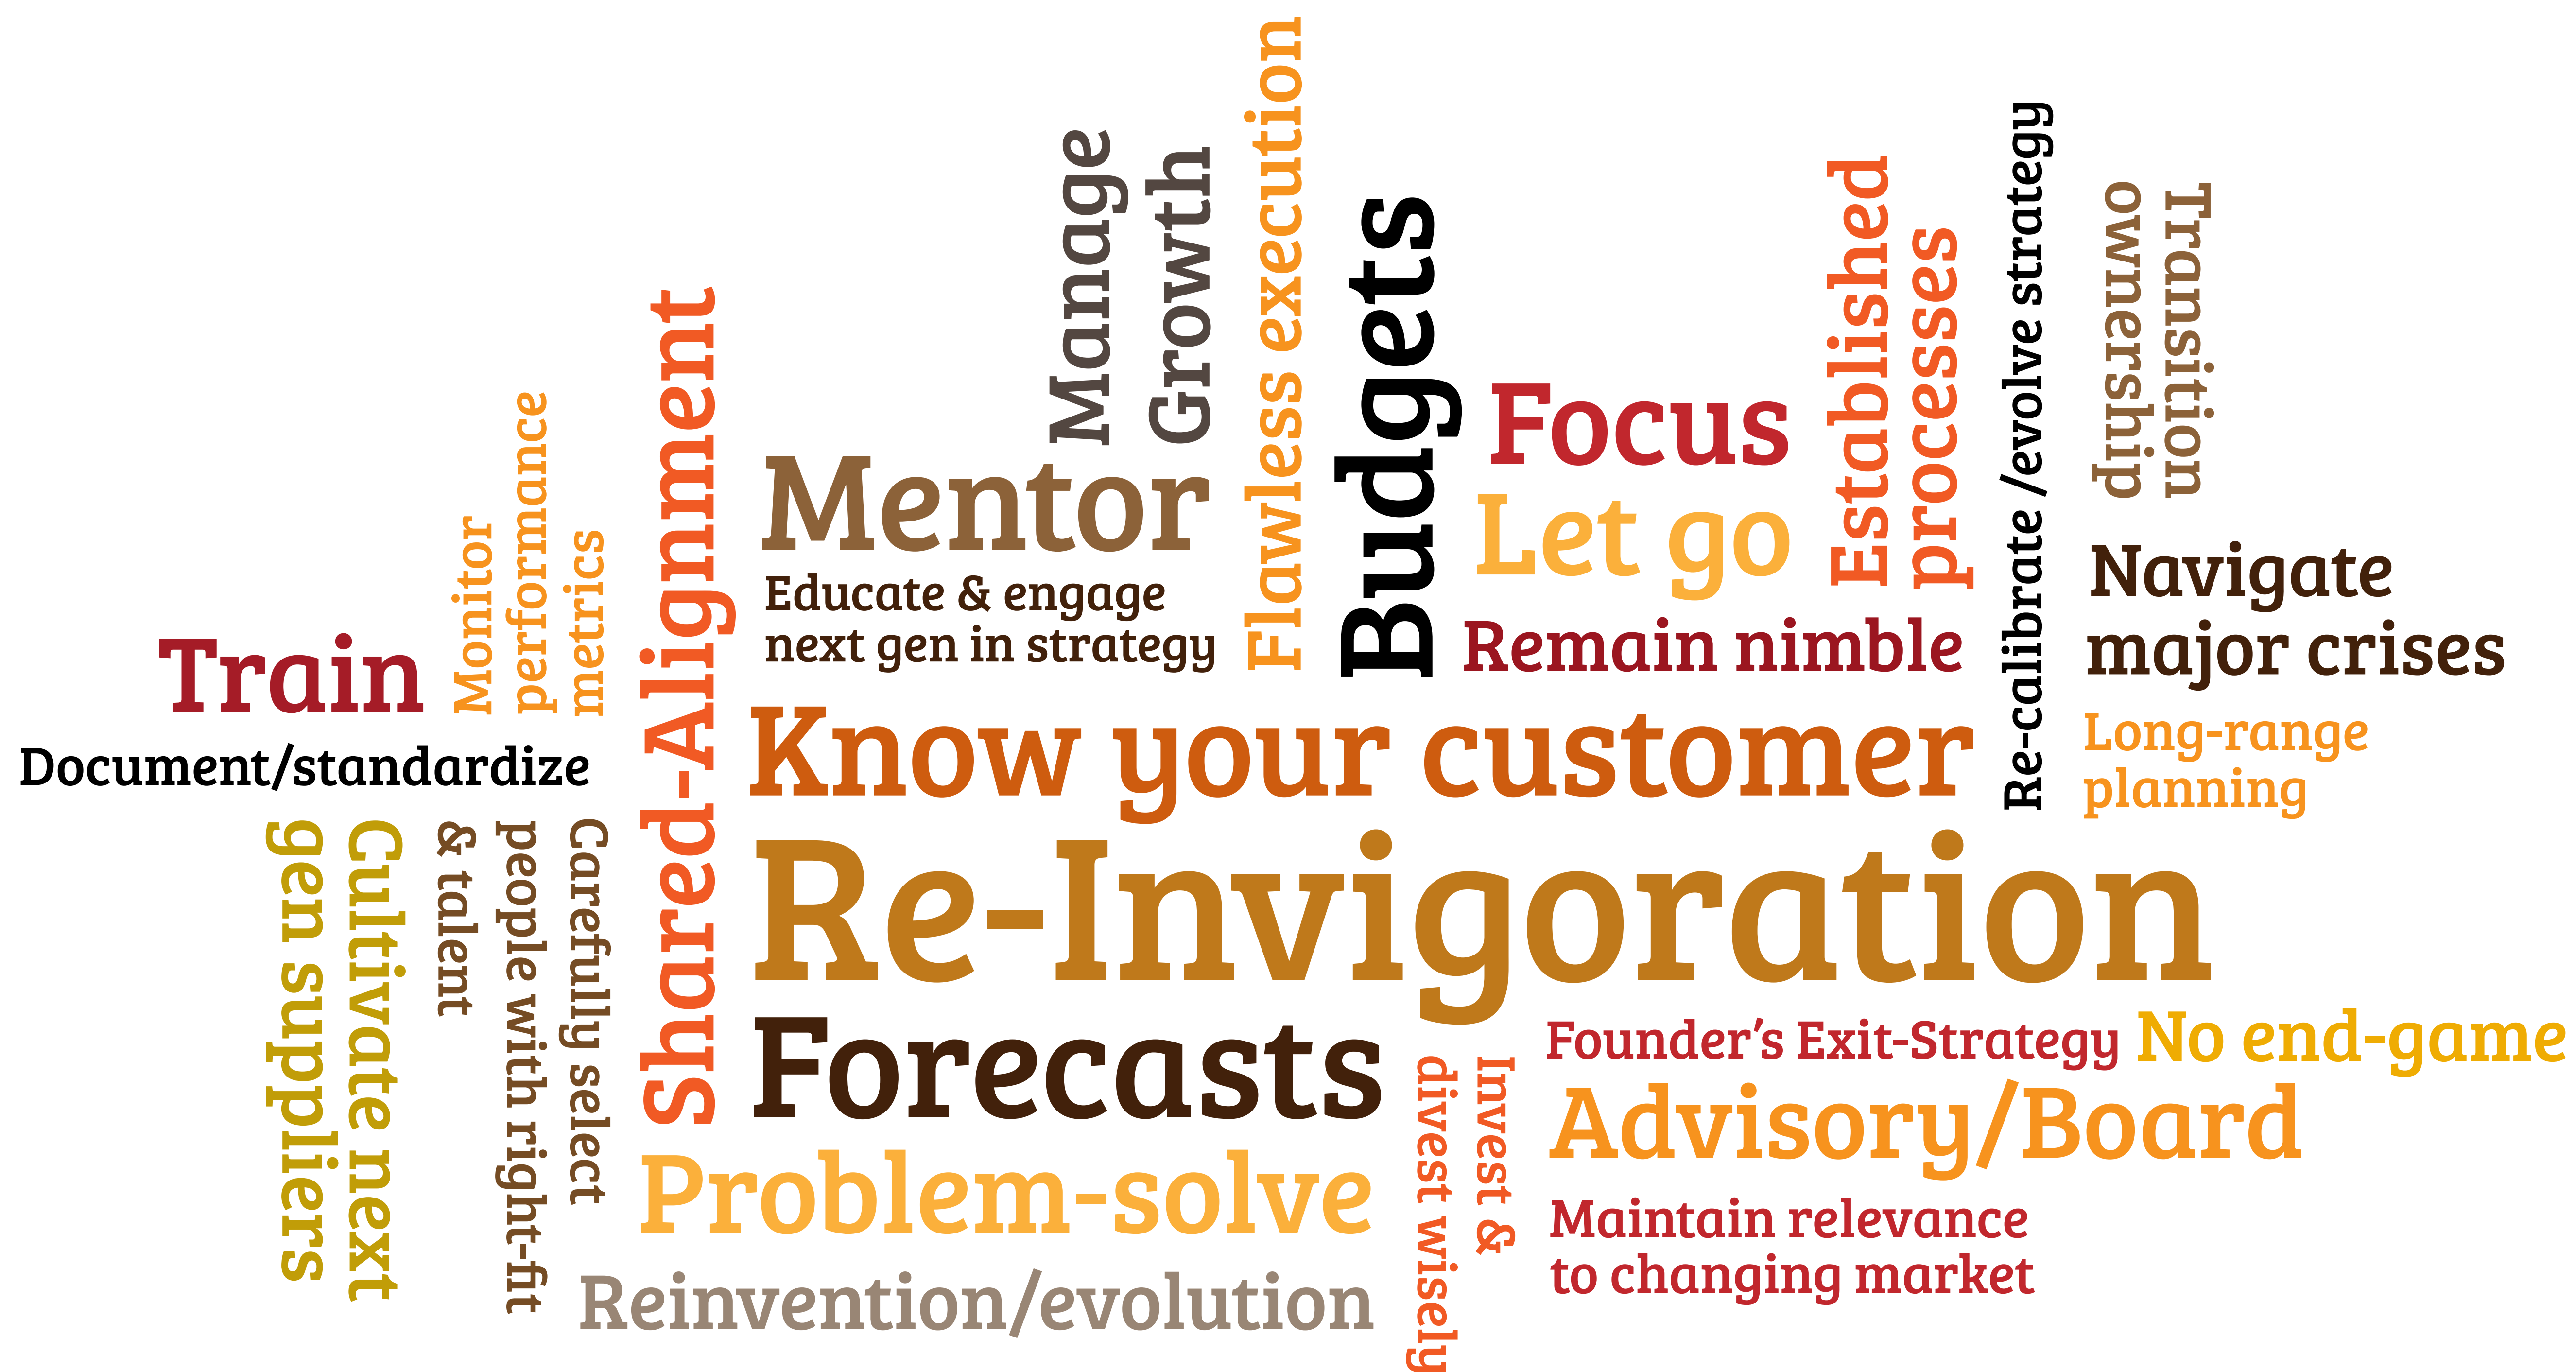 Train
Monitor
performance
metrics
Document/standardize
Cultivate next
gen suppliers
Carefully select
people with right-fit
& talent
Shared-Alignment
Manage
Growth
Mentor
Educate & engage
next gen in strategy
Flawless execution
Budgets
Focus
Let go
Remain nimble
Established
processes
Re-calibrate /evolve strategy
Transition
ownership
Navigate
major crises
Long-range
planning
Know your customer
Re-Invigoration
Forecasts
Problem-solve
Reinvention/evolution
Invest &
divest wisely
Founder’s Exit-Strategy
No end-game
Advisory/Board
Maintain relevance
to changing market